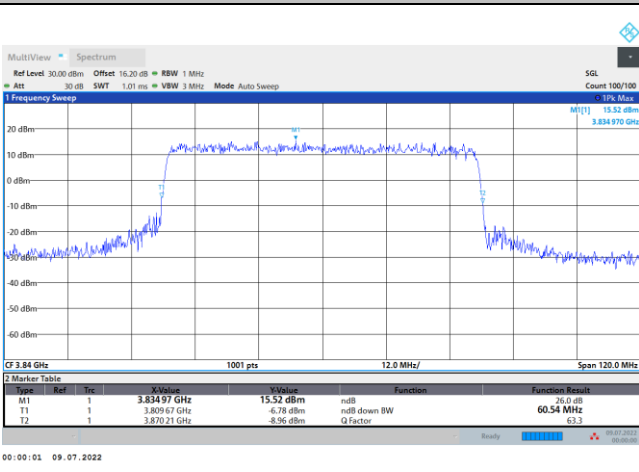 MultiView Spectrum
Ref Level 30.00 dBm Offset 16.20 dB RBW 1 MHz SGL
Att 30 dB SWT 1.01 ms VBW 3 MHz Mode Auto Sweep Count 100/100
1 Frequency Sweep 1Pk Max
M1[1] 15.52 dBm
3.834 970 GHz
M1
20 dBm
10 dBm
0 dBm
T1
T2
-10 dBm
-20 dBm
-30 dBm
-40 dBm
-50 dBm
-60 dBm
CF 3.84 GHz 1001 pts 12.0 MHz/ Span 120.0 MHz
2 Marker Table
Type Ref Trc X-Value Y-Value Function Function Result
M1 1 3.834 97 GHz 15.52 dBm ndB 26.0 dB
T1 1 3.809 67 GHz -6.78 dBm ndB down BW 60.54 MHz
T2 1 3.870 21 GHz -8.96 dBm Q Factor 63.3
Ready 09.07.2022
00:00:00
00:00:01 09.07.2022